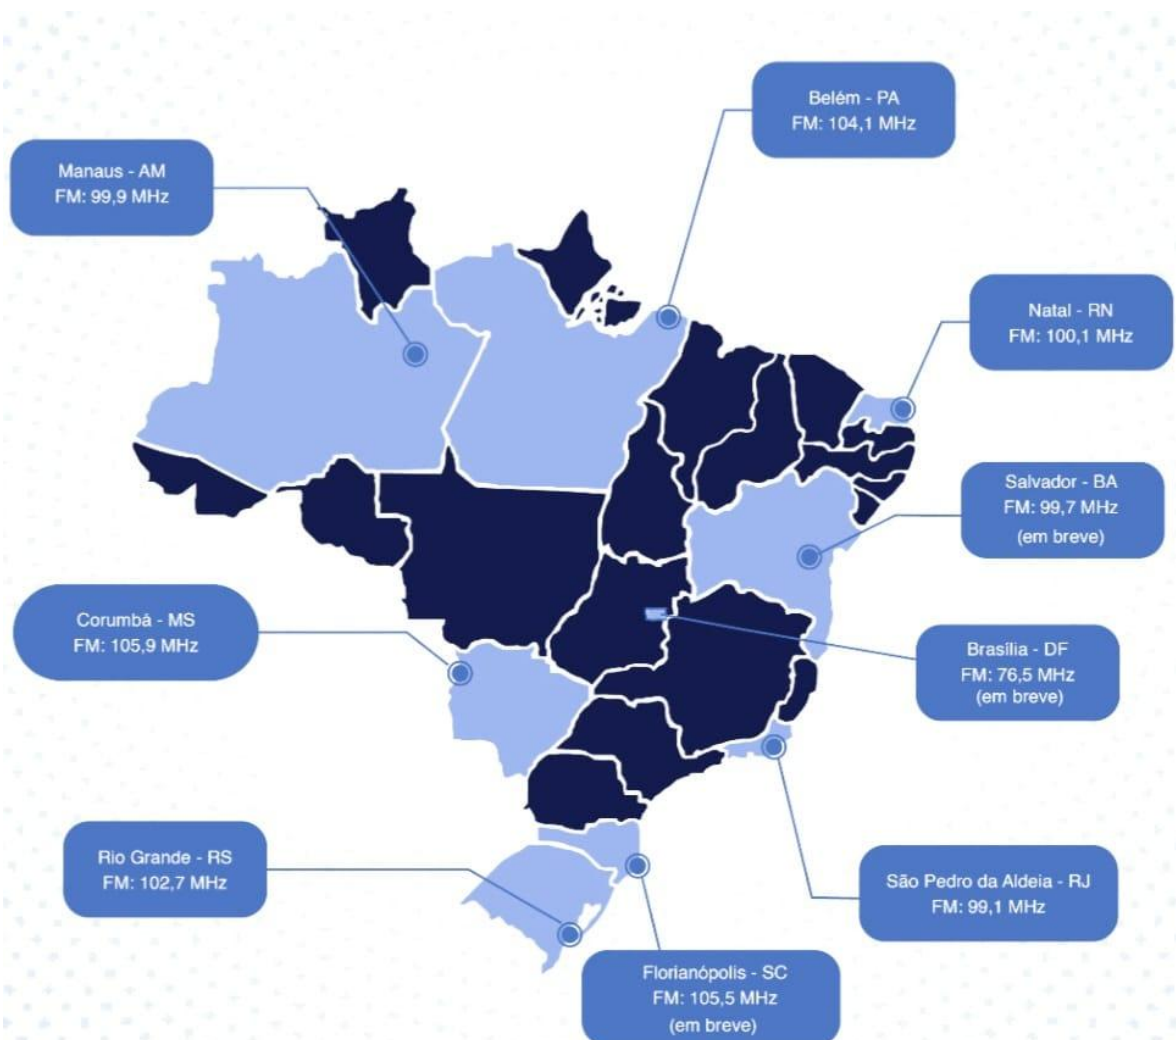 Belém - PA
FM: 104,1 MHz
Manaus - AM
FM: 99,9 MHz
Natal - RN
FM: 100,1 MHz
Salvador - BA
FM: 99,7 MHz
(em breve)
Corumbá - MS
FM: 105,9 MHz
Brasília - DF
FM: 76,5 MHz
(em breve)
Rio Grande - RS
FM: 102,7 MHz
São Pedro da Aldeia - RJ
FM: 99,1 MHz
Florianópolis - SC
FM: 105,5 MHz
(em breve)